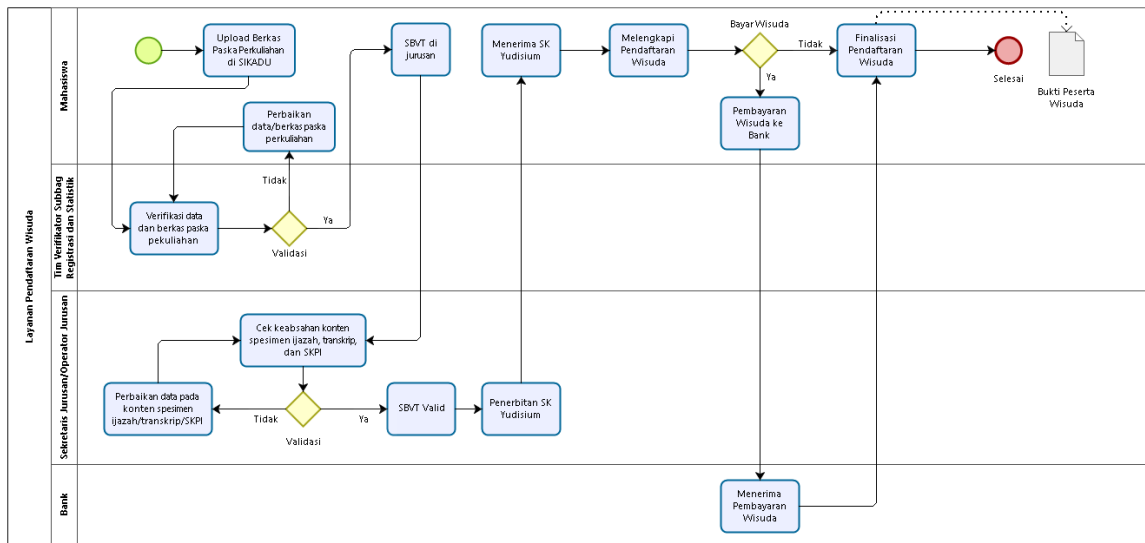 Layanan Pendaftaran Wisuda
Mahasiswa
Upload Berkas
Paska Perkuliahan
di SIKADU
SBVT di
jurusan
Menerima SK
Yudisium
Melengkapi
Pendaftaran
Wisuda
Bayar Wisuda
Tidak
Ya
Finalisasi
Pendaftaran
Wisuda
Selesai
Bukti Peserta
Wisuda
Perbaikan
data/berkas paska
perkuliahan
Pembayaran
Wisuda ke
Bank
Tim Verifikator Subbag
Registrasi dan Statistik
Verifikasi data
dan berkas paska
pekuliahan
Tidak
Ya
Validasi
Sekretaris Jurusan/Operator Jurusan
Cek keabsahan konten
spesimen ijazah, transkrip,
dan SKPI
Perbaikan data pada
konten spesimen
ijazah/transkrip/SKPI
Tidak
Ya
Validasi
SBVT Valid
Penerbitan SK
Yudisium
Bank
Menerima
Pembayaran
Wisuda